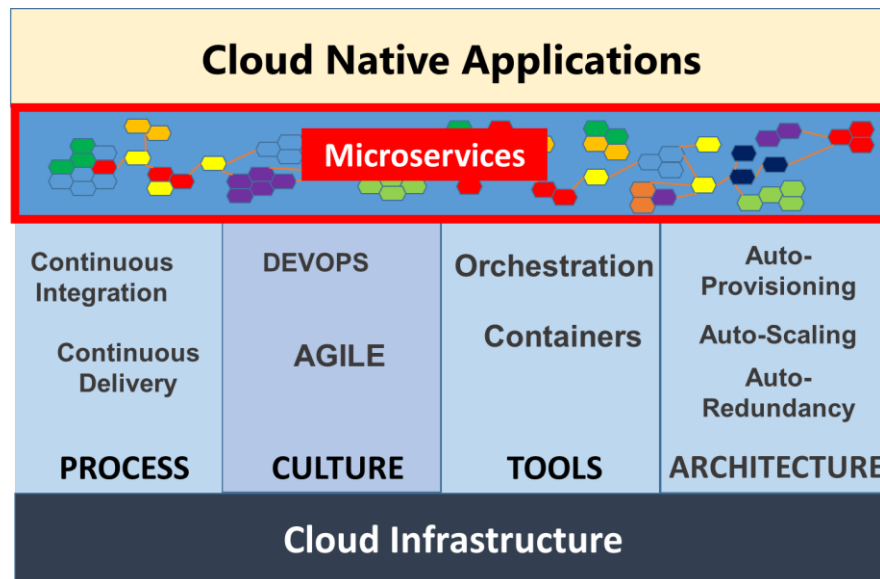 Cloud Native Applications
Microservices
Continuous
Integration
Continuous
Delivery
PROCESS
DEVOPS
AGILE
CULTURE
Orchestration
Containers
TOOLS
Auto-
Provisioning
Auto-Scaling
Auto-
Redundancy
ARCHITECTURE
Cloud Infrastructure